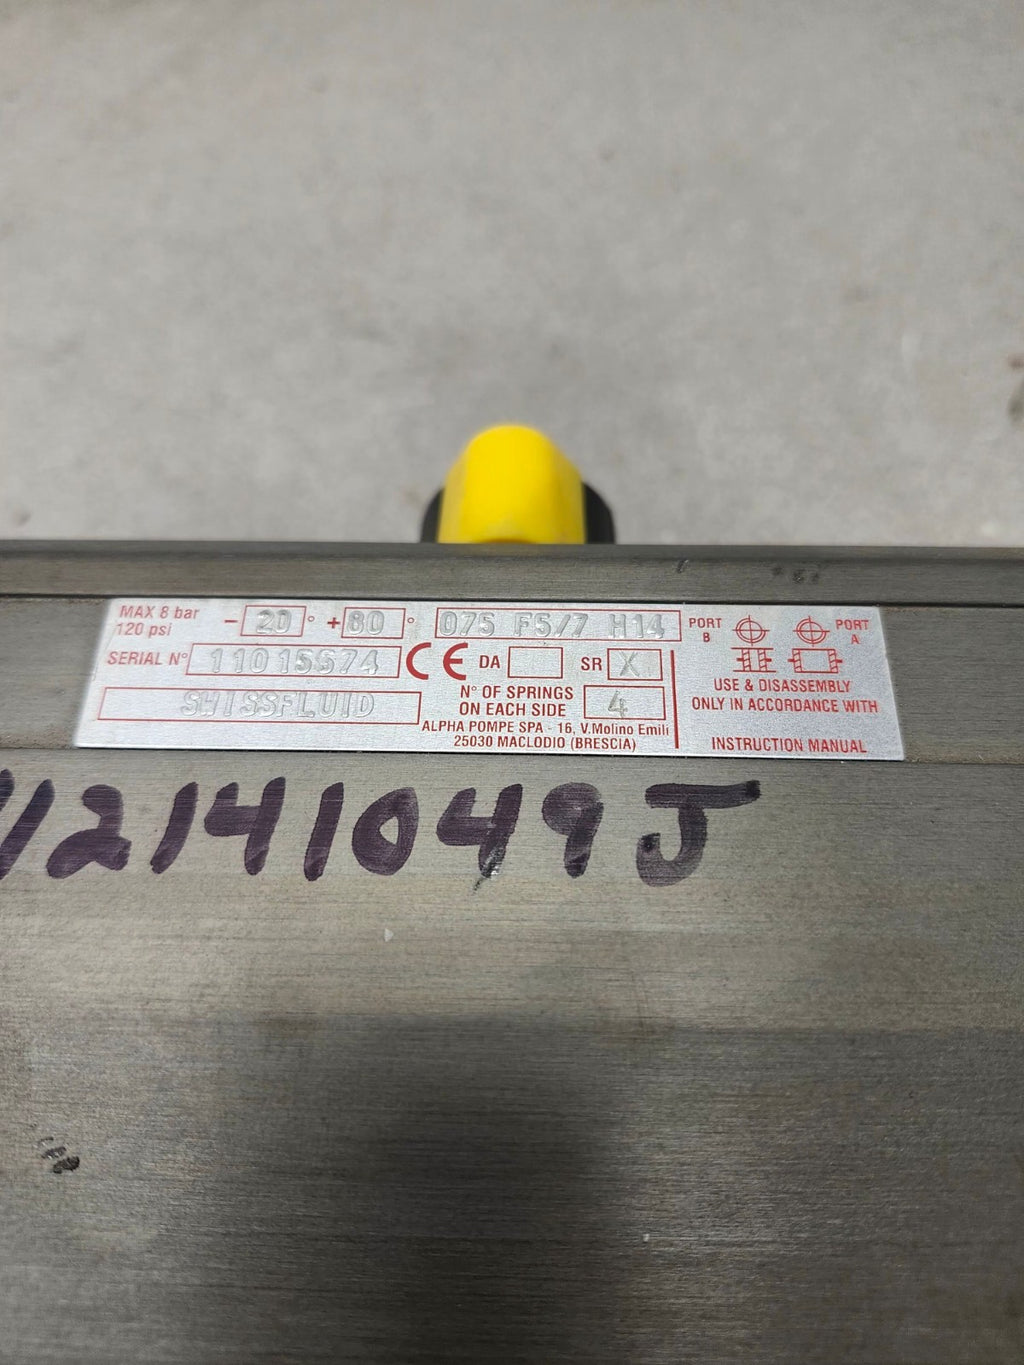 MAX 8 bar
120 psi
- 20 ° + 80 ° 075 F5/7 H14
SERIAL N° 11015574 CE DA SR X
SWISSFLUID
N° OF SPRINGS
ON EACH SIDE 4
ALPHA POMPE SPA - 16, V.Molino Emili
25030 MACLODIO (BRESCIA)
PORT
B
PORT
A
USE & DISASSEMBLY
ONLY IN ACCORDANCE WITH
INSTRUCTION MANUAL
12141049J